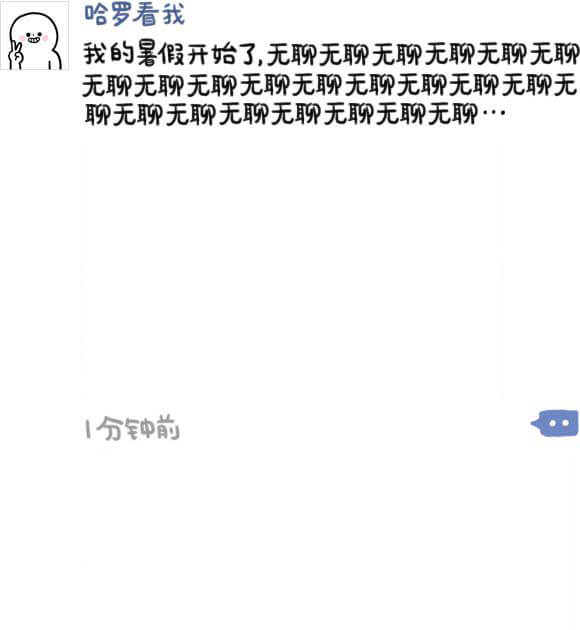 哈罗看我
我的暑假开始了,无聊无聊无聊无聊无聊无聊
无聊无聊无聊无聊无聊无聊无聊无聊无聊无
聊无聊无聊无聊无聊无聊无聊无聊…
1分钟前